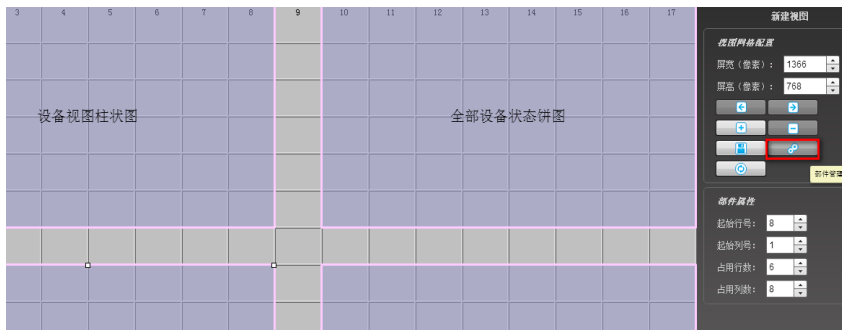 3 4 5 6 7 8 9 10 11 12 13 14 15 16 17
新建视图
视图网格配置
屏宽（像素）： 1366
屏高（像素）： 768
设备视图柱状图
全部设备状态饼图
部件管理
部件属性
起始行号： 8
起始列号： 1
占用行数： 6
占用列数： 8